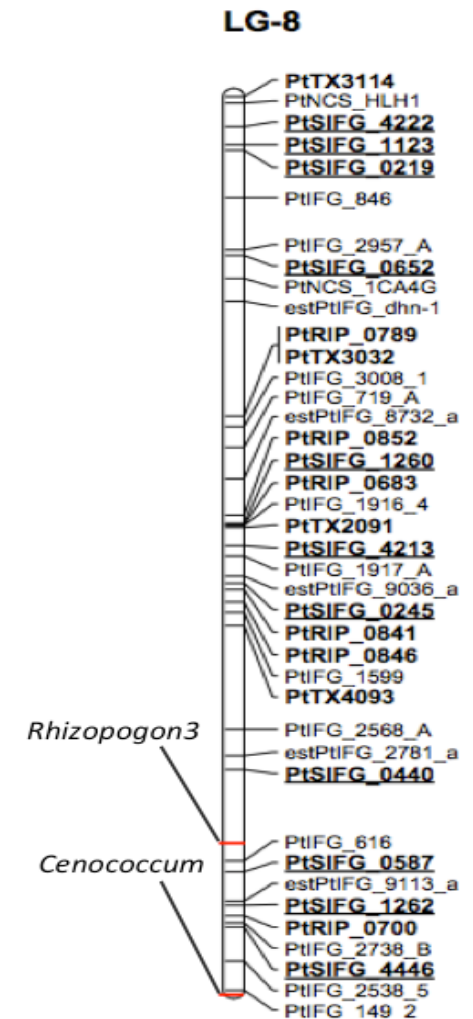 LG-8
PtTX3114
PtNCS_HLH1
PtSIFG_4222
PtSIFG_1123
PtSIFG_0219
PtIFG_846
PtIFG_2957_A
PtSIFG_0652
PtNCS_1CA4G
estPtIFG_dhn-1
PtRIP_0789
PtTX3032
PtIFG_3008_1
PtIFG_719_A
estPtIFG_8732_a
PtRIP_0852
PtSIFG_1260
PtRIP_0683
PtIFG_1916_4
PtTX2091
PtSIFG_4213
PtIFG_1917_A
estPtIFG_9036_a
PtSIFG_0245
PtRIP_0841
PtRIP_0846
PtIFG_1599
PtTX4093
Rhizopogon3
PtIFG_2568_A
estPtIFG_2781_a
PtSIFG_0440
Cenococcum
PtIFG_616
PtSIFG_0587
estPtIFG_9113_a
PtSIFG_1262
PtRIP_0700
PtIFG_2738_B
PtSIFG_4446
PtIFG_2538_5
PtIFG_149_2